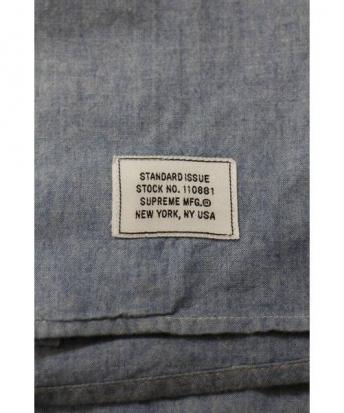 STANDARD ISSUE
STOCK NO. 110881
SUPREME MFG.®
NEW YORK, NY USA